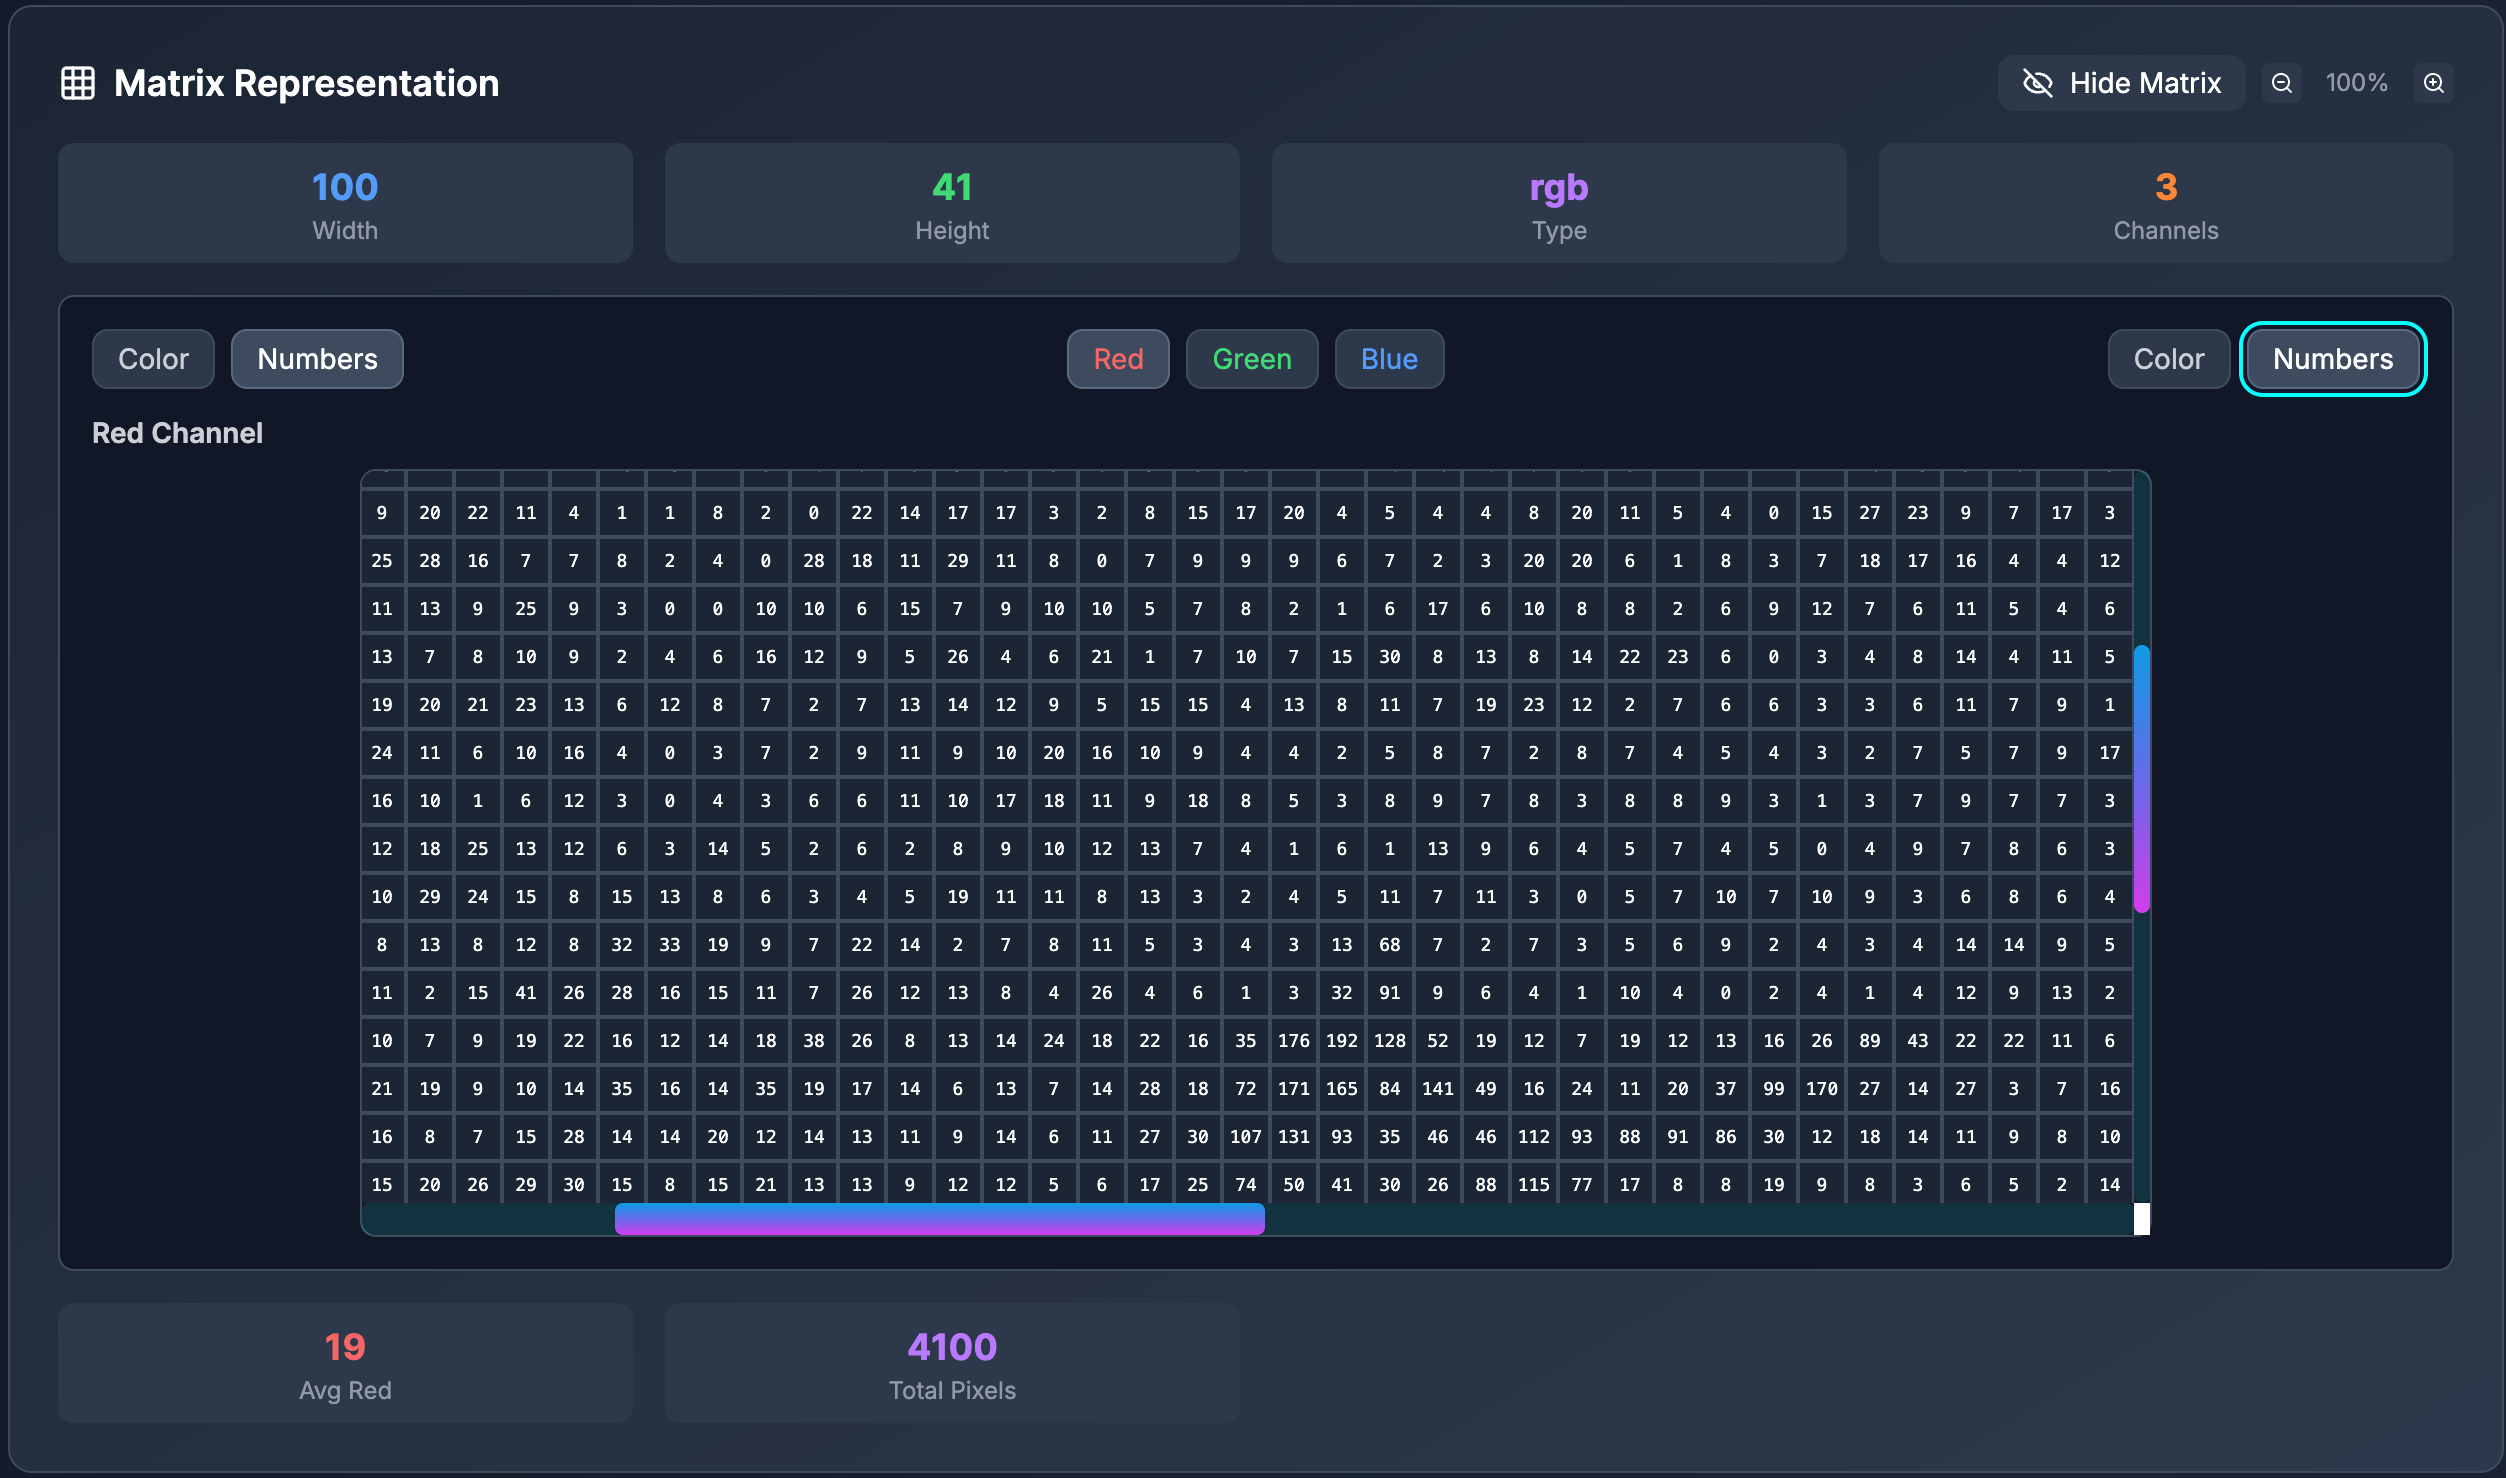 Matrix Representation
Hide Matrix 100%
100 41 rgb 3
Width Height Type Channels
Color Numbers Red Green Blue Color Numbers
Red Channel
9 20 22 11 4 1 1 8 2 0 22 14 17 17 3 2 8 15 17 20 4 5 4 4 8 20 11 5 4 0 15 27 23 9 7 17 3
25 28 16 7 7 8 2 4 0 28 18 11 29 11 8 0 7 9 9 9 6 7 2 3 20 20 6 1 8 3 7 18 17 16 4 4 12
11 13 9 25 9 3 0 0 10 10 6 15 7 9 10 10 5 7 8 2 1 6 17 6 10 8 8 2 6 9 12 7 6 11 5 4 6
13 7 8 10 9 2 4 6 16 12 9 5 26 4 6 21 1 7 10 7 15 30 8 13 8 14 22 23 6 0 3 4 8 14 4 11 5
19 20 21 23 13 6 12 8 7 2 7 13 14 12 9 5 15 15 4 13 8 11 7 19 23 12 2 7 6 6 3 3 6 11 7 9 1
24 11 6 10 16 4 0 3 7 2 9 11 9 10 20 16 10 9 4 4 2 5 8 7 2 8 7 4 5 4 3 2 7 5 7 9 17
16 10 1 6 12 3 0 4 3 6 6 11 10 17 18 11 9 18 8 5 3 8 9 7 8 3 8 8 9 3 1 3 7 9 7 7 3
12 18 25 13 12 6 3 14 5 2 6 2 8 9 10 12 13 7 4 1 6 1 13 9 6 4 5 7 4 5 0 4 9 7 8 6 3
10 29 24 15 8 15 13 8 6 3 4 5 19 11 11 8 13 3 2 4 5 11 7 11 3 0 5 7 10 7 10 9 3 6 8 6 4
8 13 8 12 8 32 33 19 9 7 22 14 2 7 8 11 5 3 4 3 13 68 7 2 7 3 5 6 9 2 4 3 4 14 14 9 5
11 2 15 41 26 28 16 15 11 7 26 12 13 8 4 26 4 6 1 3 32 91 9 6 4 1 10 4 0 2 4 1 4 12 9 13 2
10 7 9 19 22 16 12 14 18 38 26 8 13 14 24 18 22 16 35 176 192 128 52 19 12 7 19 12 13 16 26 89 43 22 22 11 6
21 19 9 10 14 35 16 14 35 19 17 14 6 13 7 14 28 18 72 171 165 84 141 49 16 24 11 20 37 99 170 27 14 27 3 7 16
16 8 7 15 28 14 14 20 12 14 13 11 9 14 6 11 27 30 107 131 93 35 46 46 112 93 88 91 86 30 12 18 14 11 9 8 10
15 20 26 29 30 15 8 15 21 13 13 9 12 12 5 6 17 25 74 50 41 30 26 88 115 77 17 8 8 19 9 8 3 6 5 2 14
19 4100
Avg Red Total Pixels